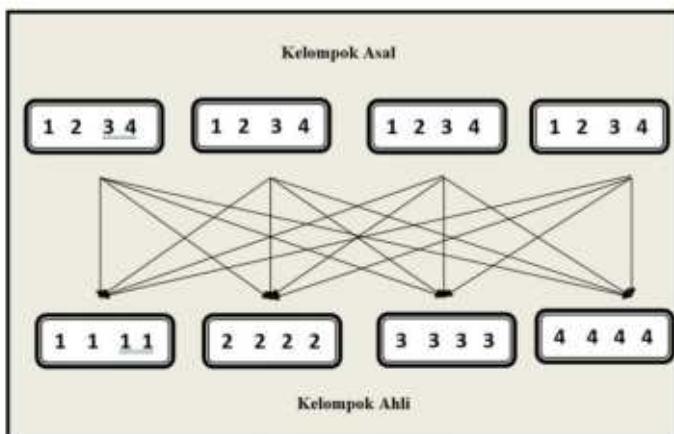 Kelompok Asal
1 2 3 4 1 2 3 4 1 2 3 4 1 2 3 4
1 1 1 1 2 2 2 2 3 3 3 3 4 4 4 4
Kelompok Ahli